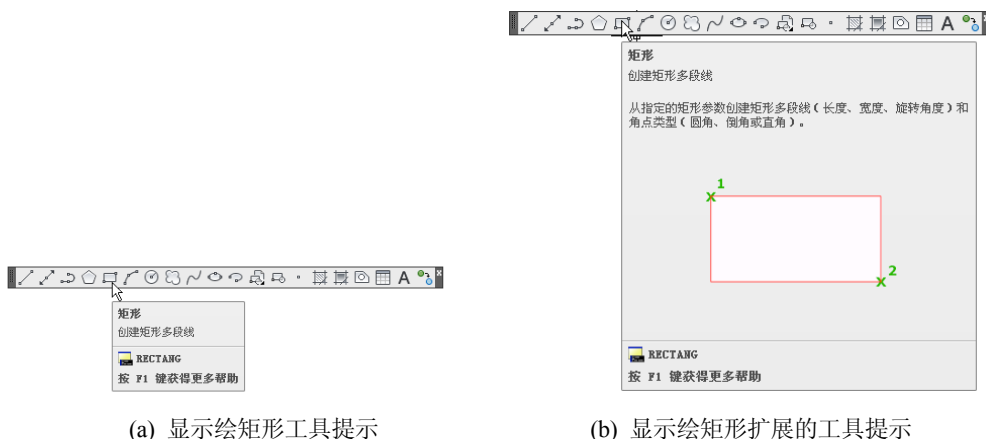 矩形
创建矩形多段线
RECTANG
按 F1 键获得更多帮助
(a) 显示绘矩形工具提示
A
矩形
创建矩形多段线
从指定的矩形参数创建矩形多段线 ( 长度、宽度、旋转角度 ) 和
角点类型 ( 圆角、倒角或直角 ) 。
1
2
RECTANG
按 F1 键获得更多帮助
(b) 显示绘矩形扩展的工具提示
A